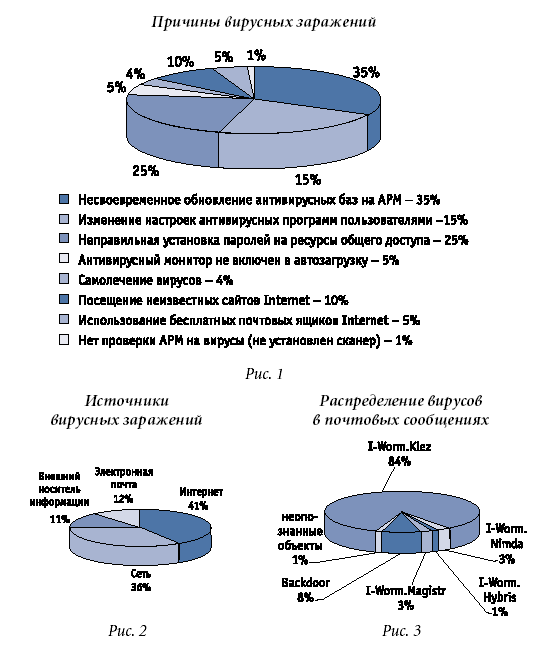 Причины вирусных заражений
5%
1%
10%
4%
5%
35%
25%
15%
Несвоевременное обновление антивирусных баз на АРМ – 35%
Изменение настроек антивирусных программ пользователями –15%
Неправильная установка паролей на ресурсы общего доступа – 25%
Антивирусный монитор не включен в автозагрузку – 5%
Самолечение вирусов – 4%
Посещение неизвестных сайтов Internet – 10%
Использование бесплатных почтовых ящиков Internet – 5%
Нет проверки АРМ на вирусы (не установлен сканер) – 1%
Рис. 1
Источники
вирусных заражений
Внешний
носитель
информации
11%
Электронная
почта
12%
Интернет
41%
Сеть
36%
Рис. 2
Распределение вирусов
в почтовых сообщениях
I-Worm.Klez
84%
неопо-
знанные
объекты
1%
Backdoor
8%
I-Worm.Magistr
3%
I-Worm.
Hybris
1%
I-Worm.
Nimda
3%
Рис. 3